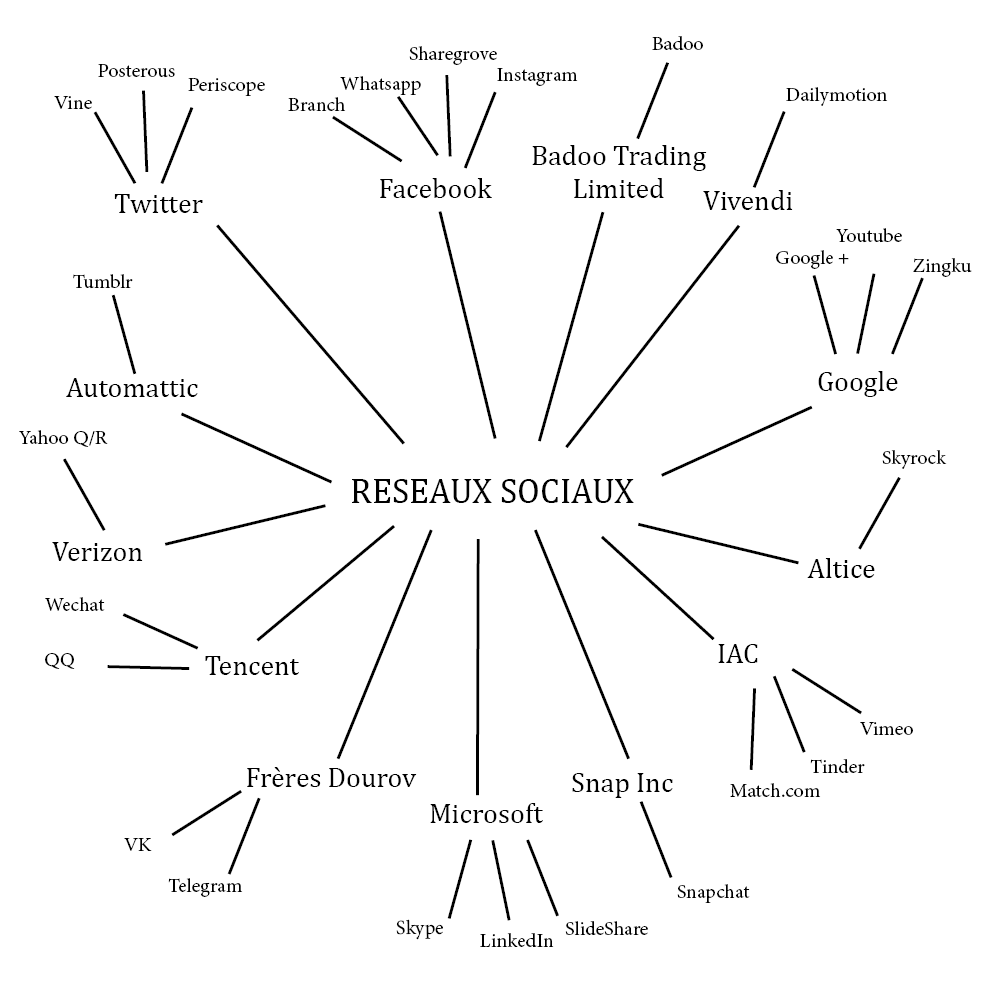 Badoo
Sharegrove
Posterous
Whatsapp
Instagram
Periscope
Vine
Branch
Dailymotion
Badoo Trading
Limited
Facebook
Twitter
Vivendi
Youtube
Google +
Zingku
Tumblr
Automattic
Google
Yahoo Q/R
Skyrock
RESEAUX SOCIAUX
Verizon
Altice
Wechat
QQ
Tencent
IAC
Vimeo
Tinder
Match.com
Frères Dourov
Snap Inc
Microsoft
VK
Telegram
Snapchat
Skype
LinkedIn
SlideShare